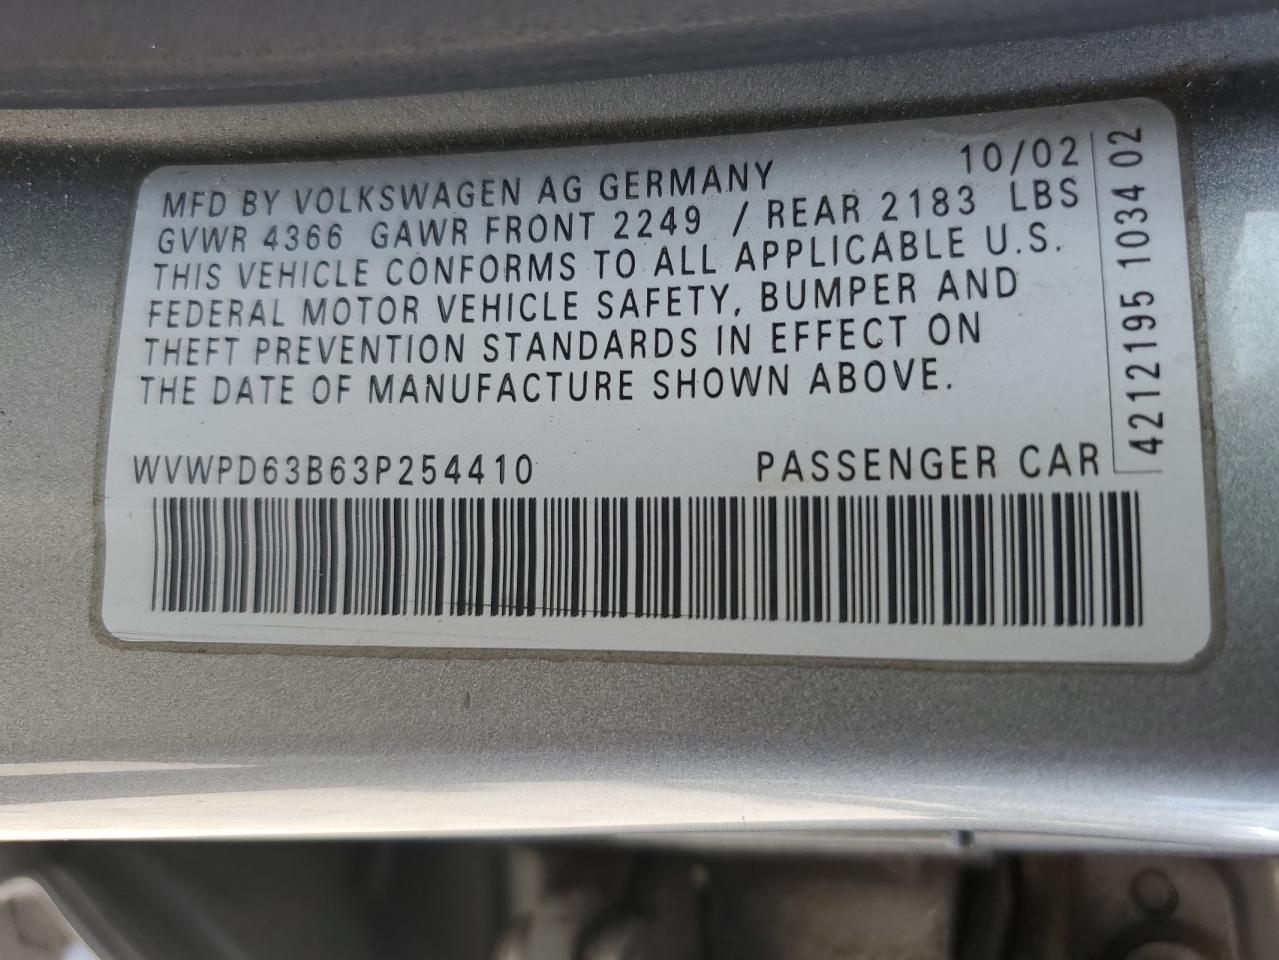 MFD BY VOLKSWAGEN AG GERMANY 10/02
GVWR 4366 GAWR FRONT 2249 / REAR 2183 LBS
THIS VEHICLE CONFORMS TO ALL APPLICABLE U.S.
FEDERAL MOTOR VEHICLE SAFETY, BUMPER AND
THEFT PREVENTION STANDARDS IN EFFECT ON
THE DATE OF MANUFACTURE SHOWN ABOVE.
WVWPD63B63P254410 PASSENGER CAR
4212195 1034 02